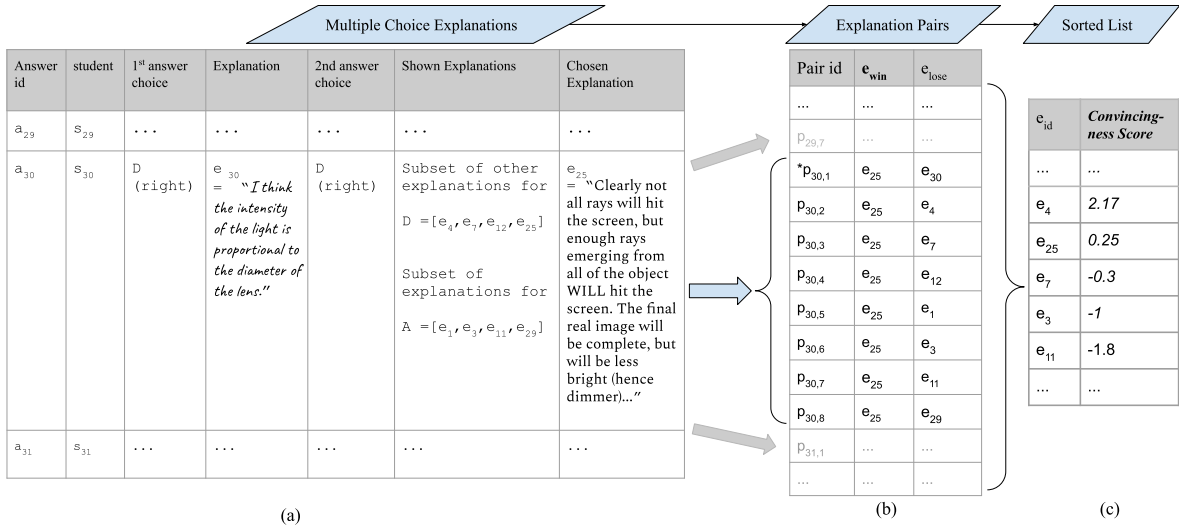 Multiple Choice Explanations
Explanation Pairs
Sorted List
Answer id
student
1st answer choice
Explanation
2nd answer choice
Shown Explanations
Chosen Explanation
a29
s29
...
...
...
...
...
a30
s30
D
(right)
e 30
= "I think
the intensity
of the light is
proportional to
the diameter of
the lens."
D
(right)
Subset of other
explanations for
D =[e4,e7,e12,e25]
Subset of
explanations for
A =[e1,e3,e11,e29]
e25
= "Clearly not
all rays will hit
the screen, but
enough rays
emerging from
all of the object
WILL hit the
screen. The final
real image will
be complete, but
will be less
bright (hence
dimmer)..."
a31
s31
...
...
...
...
...
(a)
Pair id ewin elose
... ... ...
p29,7 ... ...
*p30,1 e25 e30
p30,2 e25 e4
p30,3 e25 e7
p30,4 e25 e12
p30,5 e25 e1
p30,6 e25 e3
p30,7 e25 e11
p30,8 e25 e29
p31,1 ... ...
... ... ...
(b)
eid
Convincing-
ness Score
... ...
e4 2.17
e25 0.25
e7 -0.3
e3 -1
e11 -1.8
... ...
(c)